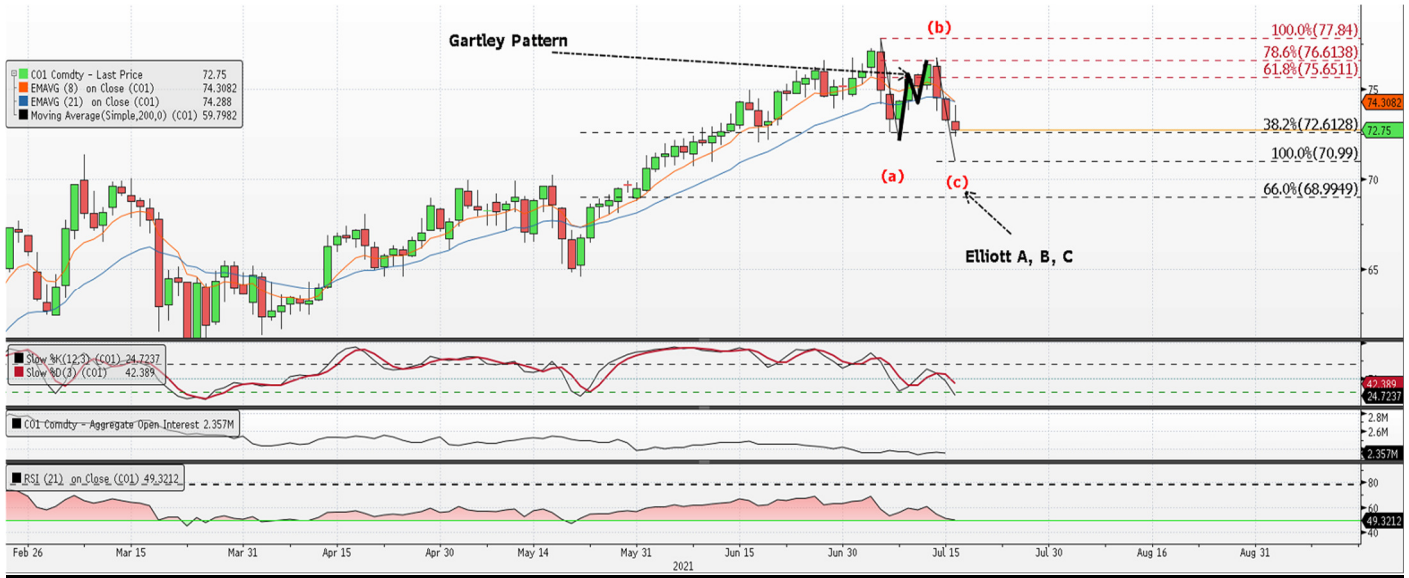 (b)
Gartley Pattern
100.0%(77.84)
78.6%(76.6138)
61.8%(75.6511)
CO1 Comdty - Last Price 72.75
EMAVG (8) on Close (CO1) 74.3082
EMAVG (21) on Close (CO1) 74.288
Moving Average(Simple,200,0) (CO1) 59.7982
75
74.3082
38.2%(72.6128)
72.75
100.0%(70.99)
(a)
(c)
70
66.0%(68.9949)
Elliott A, B, C
65
Slow %K(12,3) (CO1) 24.7237
Slow %D(3) (CO1) 42.389
42.389
24.7237
CO1 Comdty - Aggregate Open Interest 2.357M
2.8M
2.6M
2.357M
RSI (21) on Close (CO1) 49.3212
80
60
49.3212
40
Feb 26 Mar 15 Mar 31 Apr 15 Apr 30 May 14 May 31 Jun 15 Jun 30 Jul 15 Jul 30 Aug 16 Aug 31
2021